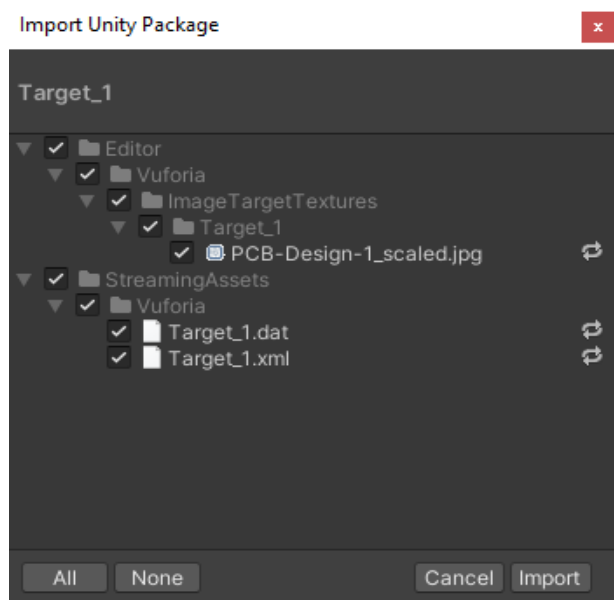 Import Unity Package
x
Target_1
Editor
Vuforia
ImageTargetTextures
Target_1
PCB-Design-1_scaled.jpg
StreamingAssets
Vuforia
Target_1.dat
Target_1.xml
All None Cancel Import